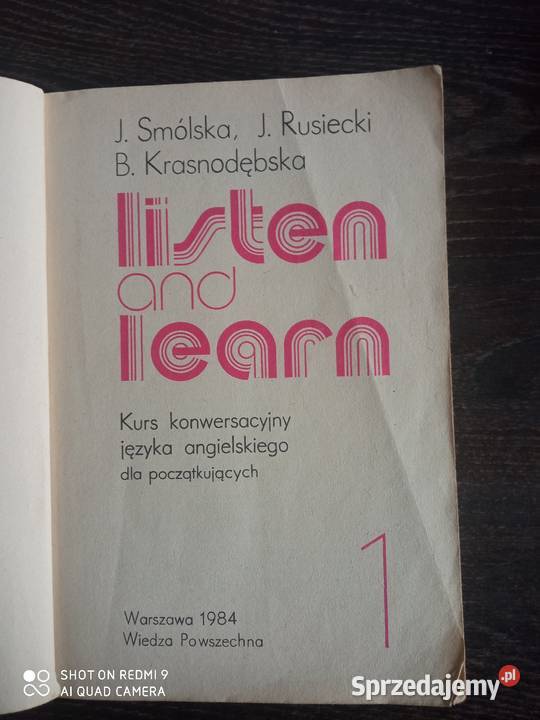 J. Smólska, J. Rusiecki
B. Krasnodębska
listen
and
learn
Kurs konwersacyjny
języka angielskiego
dla początkujących
1
Warszawa 1984
Wiedza Powszechna
SHOT ON REDMI 9
AI QUAD CAMERA
Sprzedajemy.pl